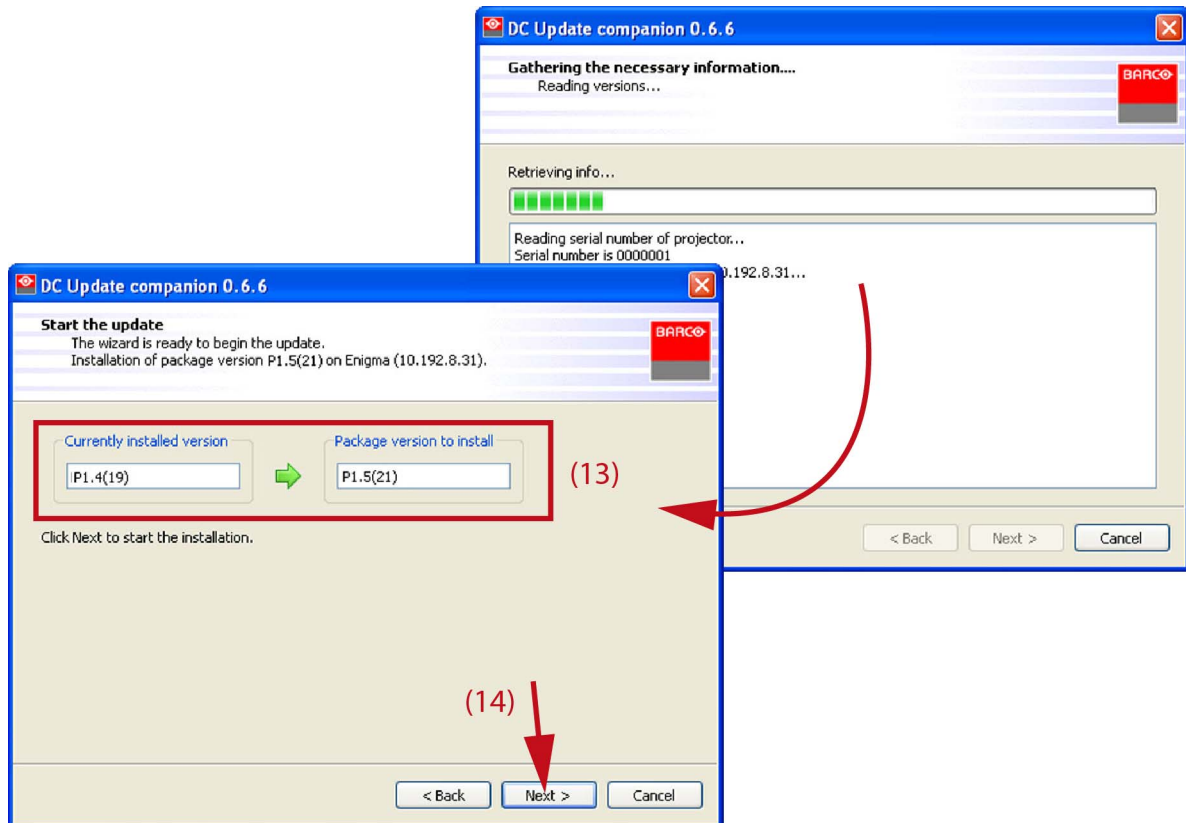 DC Update companion 0.6.6
Gathering the necessary information....
Reading versions...
BARCO
Retrieving info...
Reading serial number of projector...
Serial number is 0000001
0.192.8.31...
< Back Next > Cancel
DC Update companion 0.6.6
Start the update
The wizard is ready to begin the update.
Installation of package version P1.5(21) on Enigma (10.192.8.31).
BARCO
Currently installed version Package version to install
P1.4(19) P1.5(21)
(13)
Click Next to start the installation.
(14)
< Back Next > Cancel